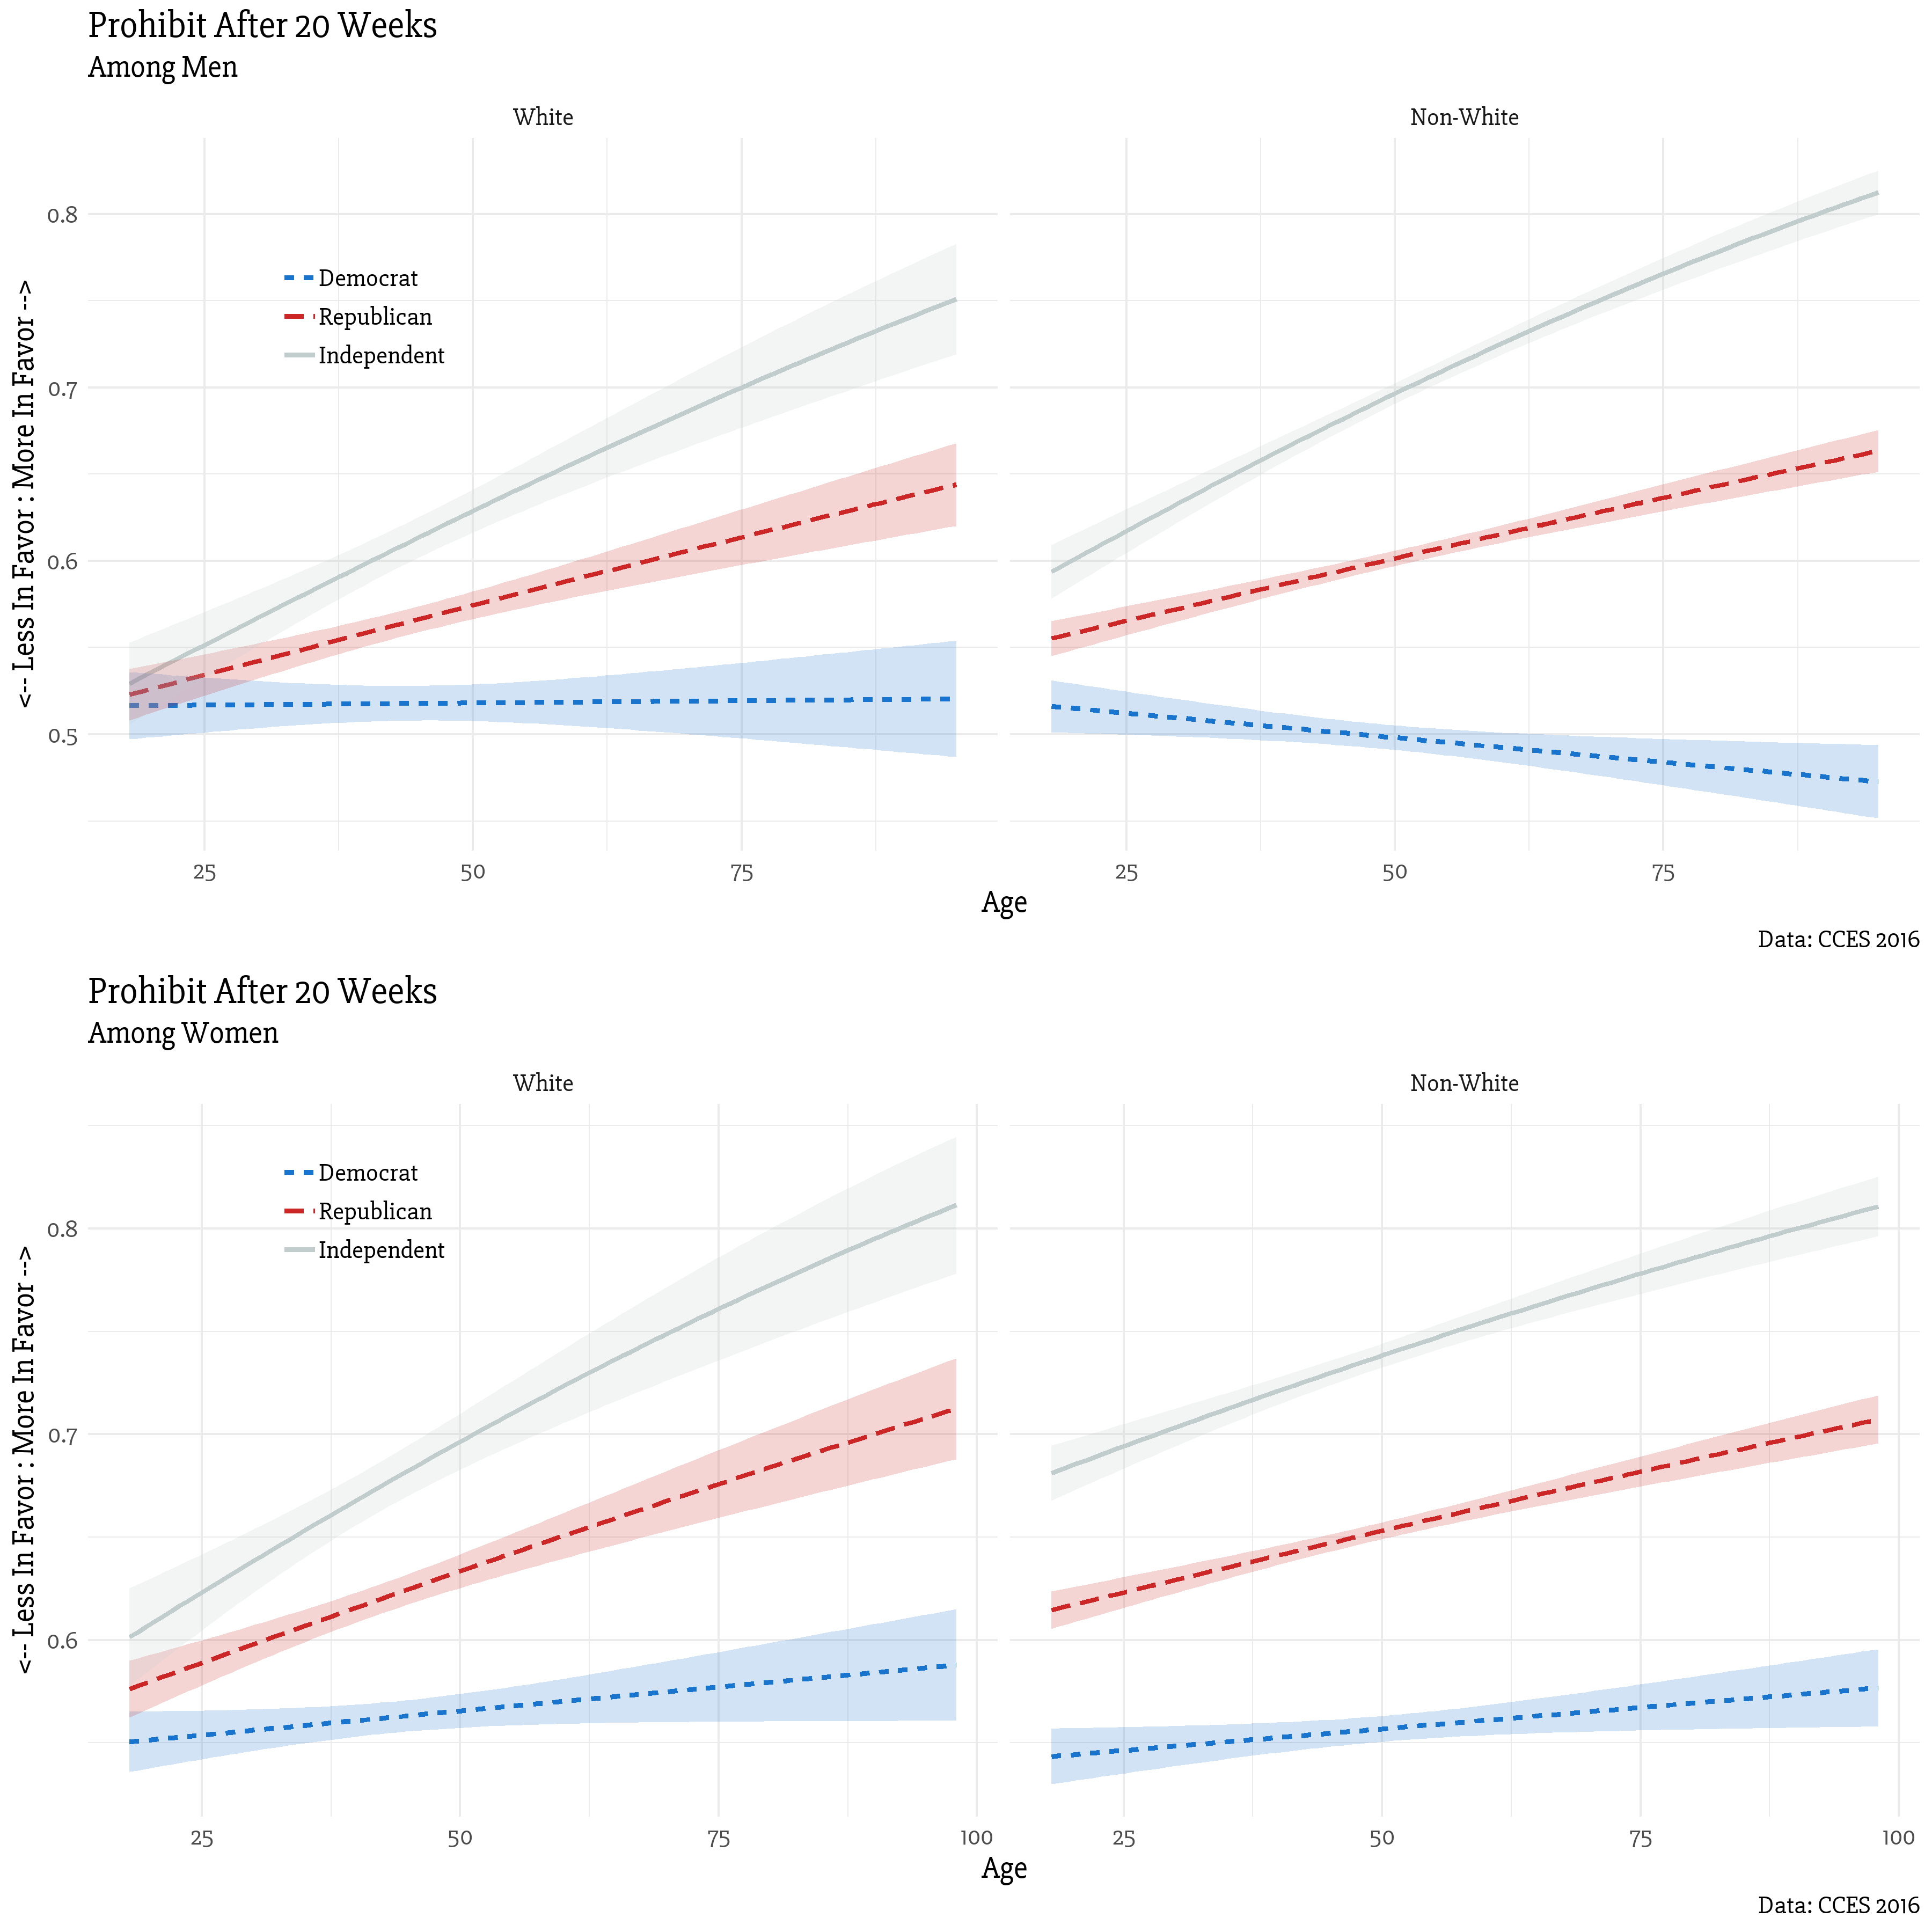 Prohibit After 20 Weeks
Among Men
White
Non-White
<-- Less In Favor : More In Favor -->
0.8
0.7
0.6
0.5
Democrat
Republican
Independent
25
50
75
25
50
75
Age
Data: CCES 2016
Prohibit After 20 Weeks
Among Women
White
Non-White
<-- Less In Favor : More In Favor -->
0.8
0.7
0.6
Democrat
Republican
Independent
25
50
75
100
25
50
75
100
Age
Data: CCES 2016